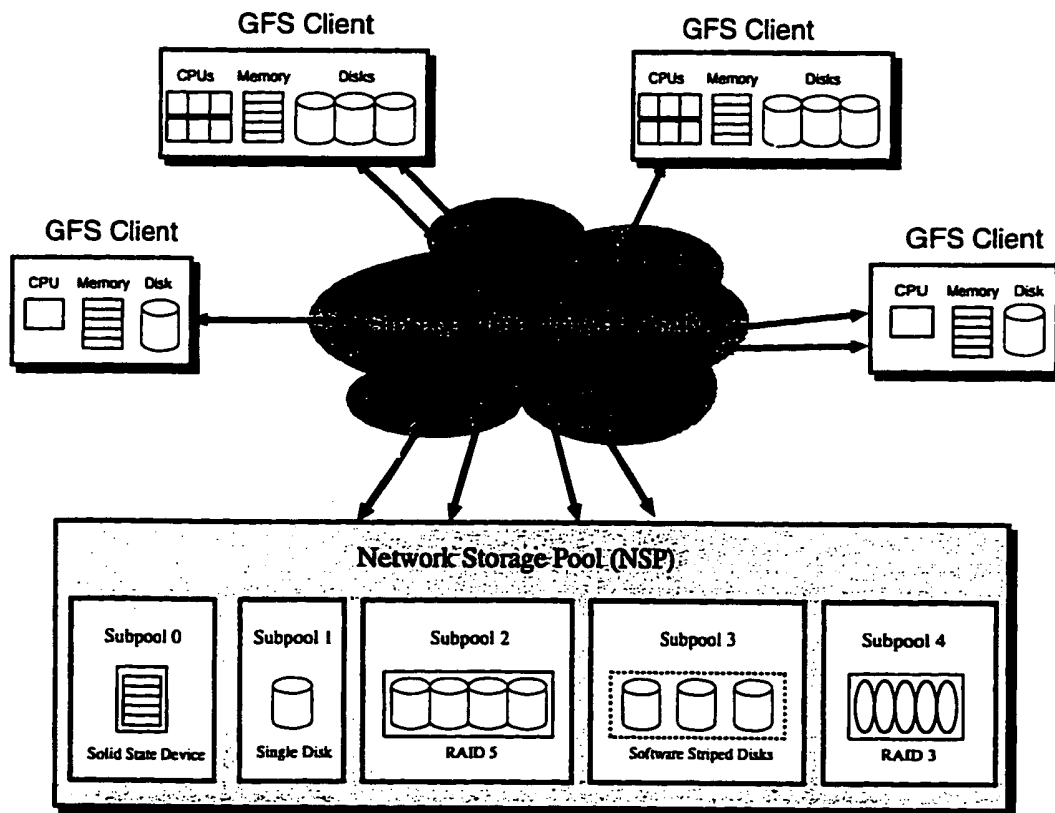 GFS Client
GFS Client
CPUs Memory Disks
CPUs Memory Disks
GFS Client
GFS Client
CPU Memory Disk
CPU Memory Disk
Storage
Network Storage Pool (NSP)
Subpool 0
Subpool 1
Subpool 2
Subpool 3
Subpool 4
Solid State Device
Single Disk
RAID 5
Software Striped Disks
RAID 3